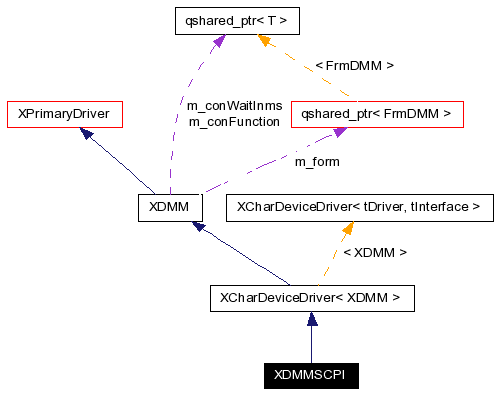 qshared_ptr< T >
< FrmDMM >
m_conWaitInms
m_conFunction
XPrimaryDriver
qshared_ptr< FrmDMM >
m_form
XDMM
XCharDeviceDriver< tDriver, tInterface >
< XDMM >
XCharDeviceDriver< XDMM >
XDMMSCPI